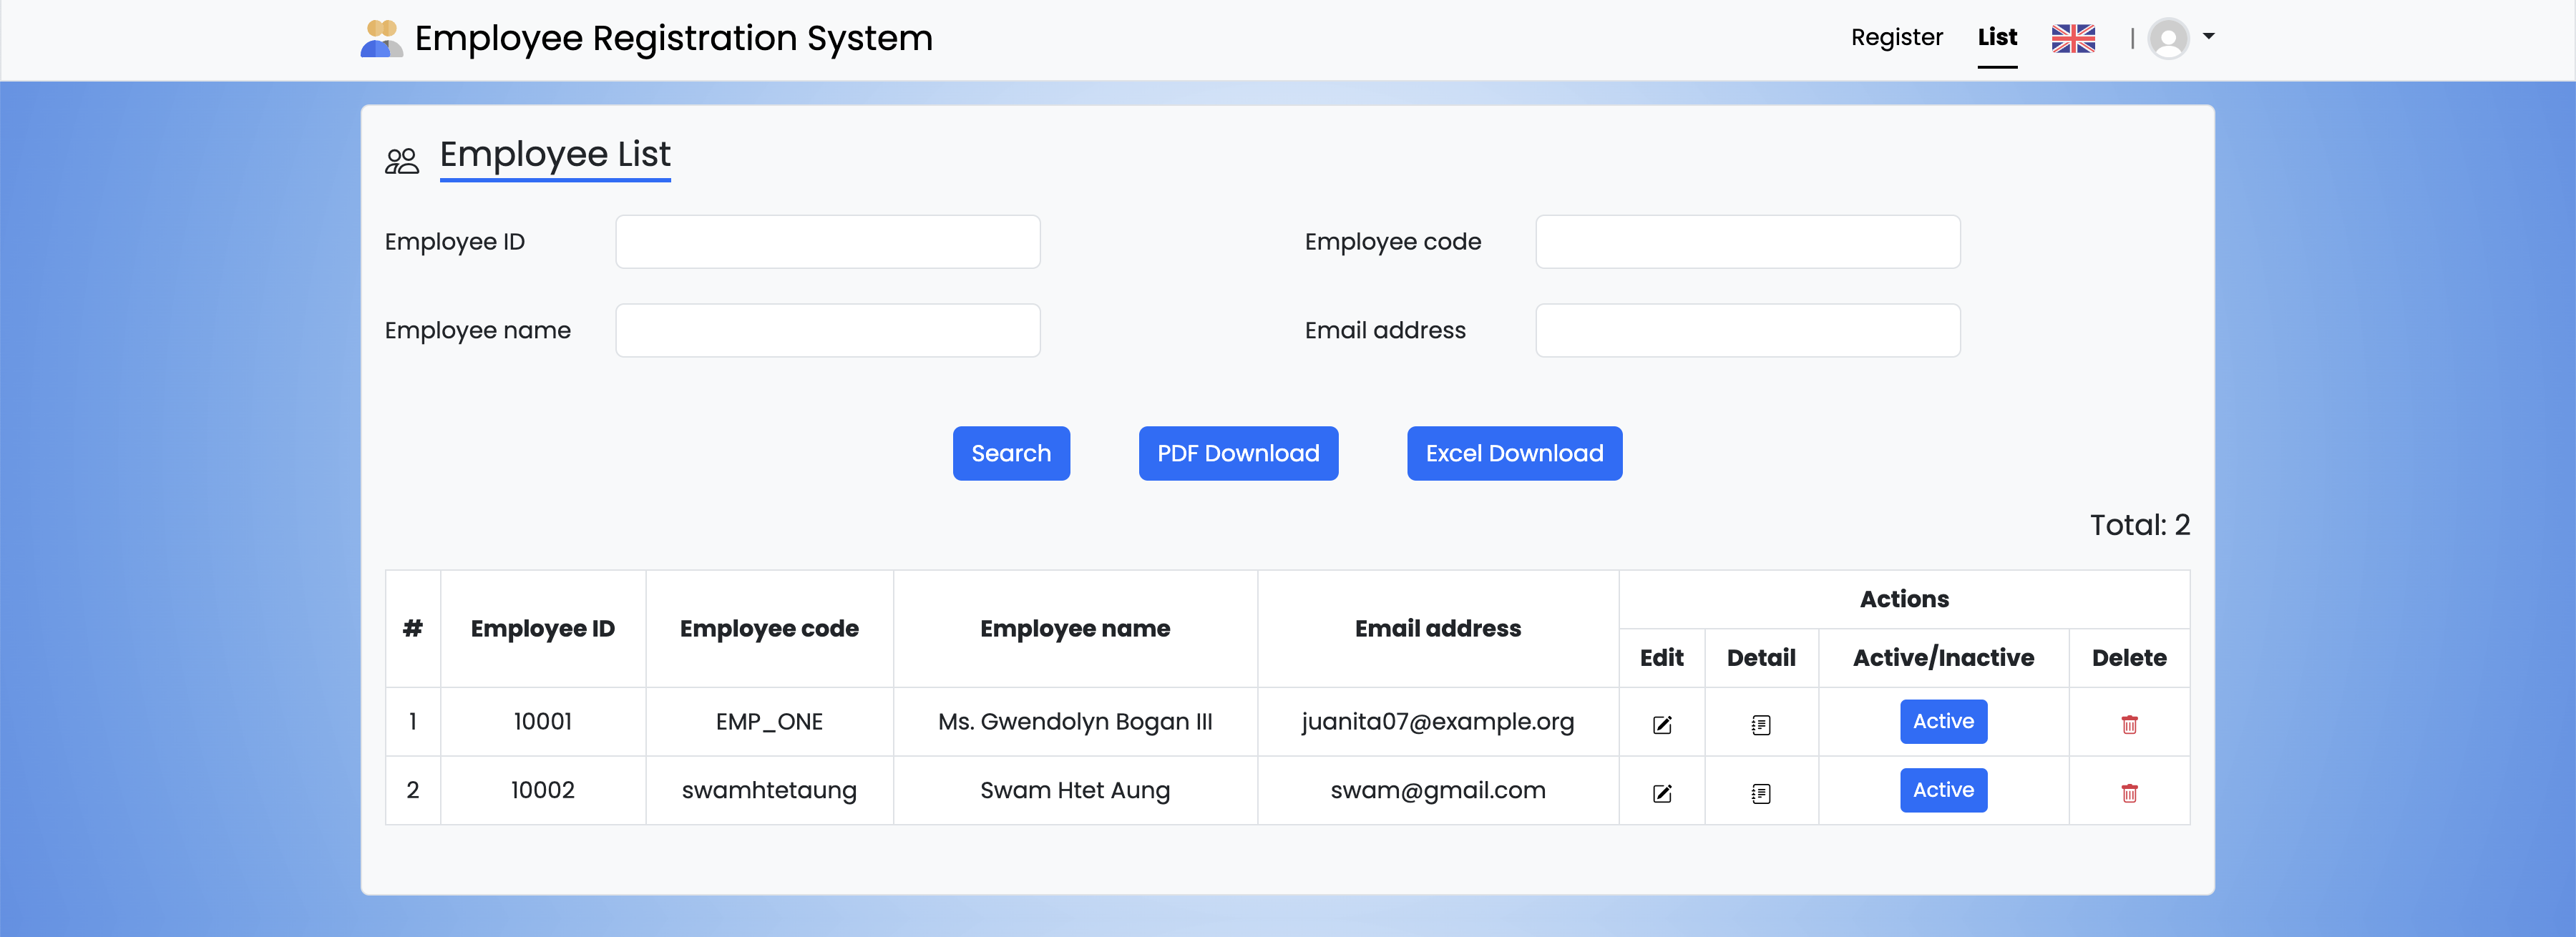 Employee Registration System
Register List |
Employee List
Employee ID Employee code
Employee name Email address
Search PDF Download Excel Download
Total: 2
# Employee ID Employee code Employee name Email address Actions
Edit Detail Active/Inactive Delete
1 10001 EMP_ONE Ms. Gwendolyn Bogan III juanita07@example.org Active
2 10002 swamhtetaung Swam Htet Aung swam@gmail.com Active